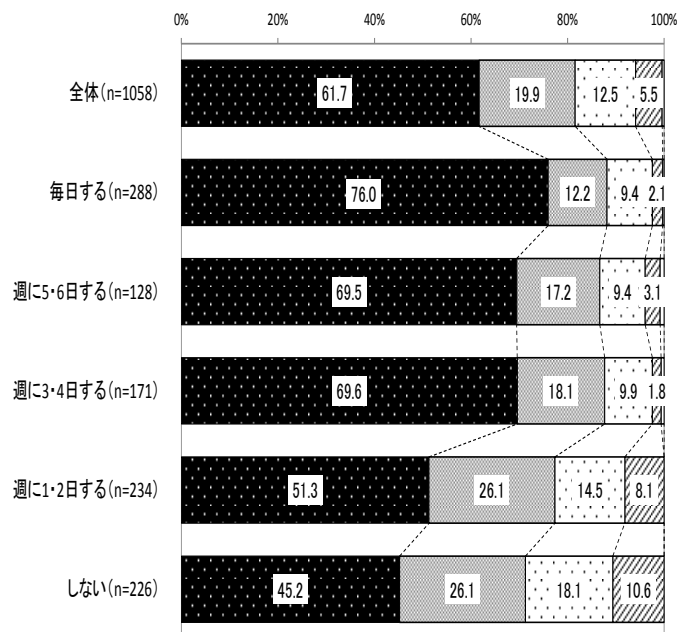 0% 20% 40% 60% 80% 100%
全体(n=1058) 61.7 19.9 12.5 5.5
毎日する(n=288) 76.0 12.2 9.4 2.1
週に5・6日する(n=128) 69.5 17.2 9.4 3.1
週に3・4日する(n=171) 69.6 18.1 9.9 1.8
週に1・2日する(n=234) 51.3 26.1 14.5 8.1
しない(n=226) 45.2 26.1 18.1 10.6